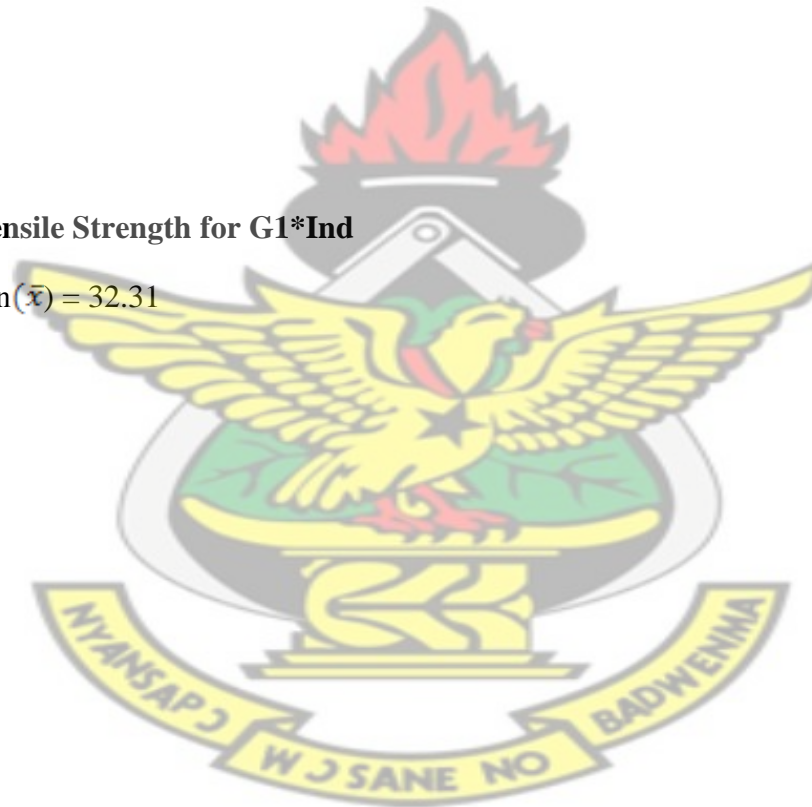 ensile Strength for G1*Ind
n(x̄) = 32.31
NYANSAPƆ
WƆSANE NO
BADWENMA